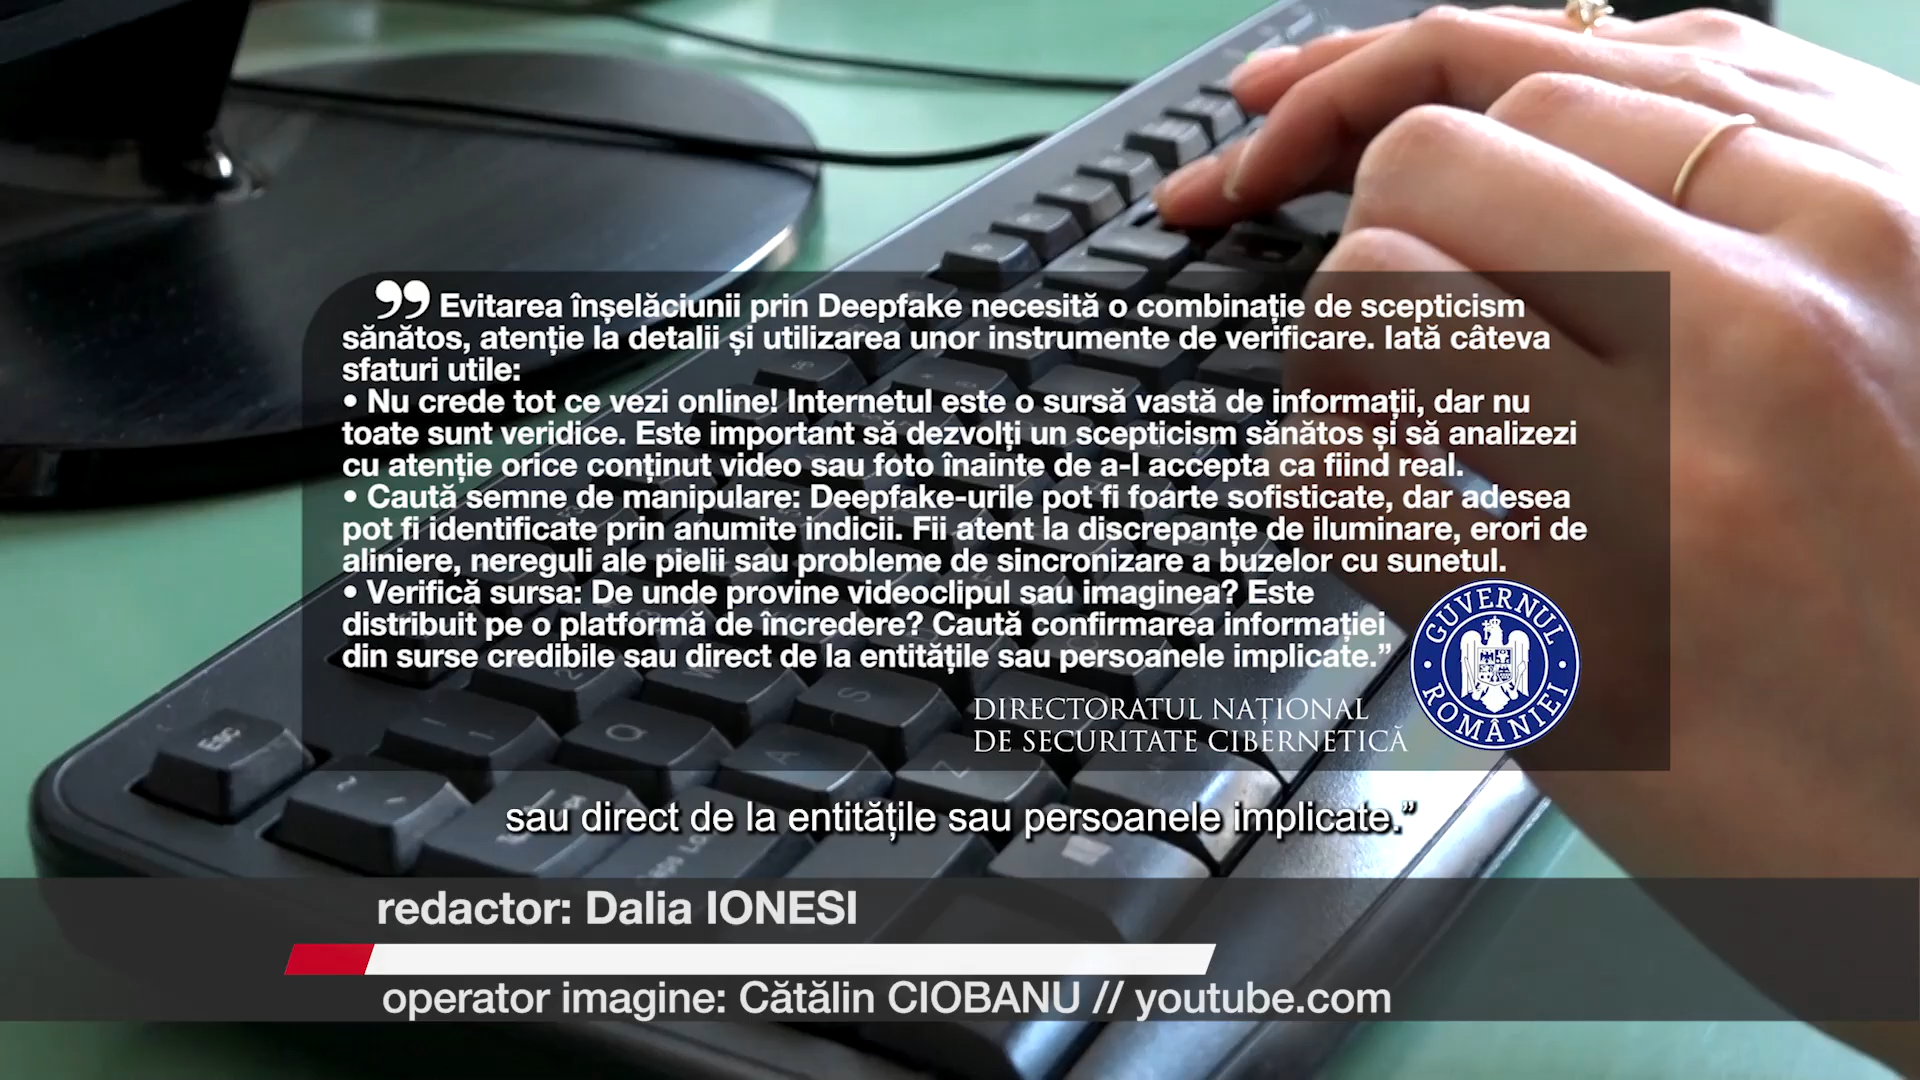 ” Evitarea înșelăciunii prin Deepfake necesită o combinație de scepticism
sănătos, atenție la detalii și utilizarea unor instrumente de verificare. Iată câteva
sfaturi utile:
• Nu crede tot ce vezi online! Internetul este o sursă vastă de informații, dar nu
toate sunt veridice. Este important să dezvolți un scepticism sănătos și să analizezi
cu atenție orice conținut video sau foto înainte de a-l accepta ca fiind real.
• Caută semne de manipulare: Deepfake-urile pot fi foarte sofisticate, dar adesea
pot fi identificate prin anumite indicii. Fii atent la discrepanțe de iluminare, erori de
aliniere, nereguli ale pielii sau probleme de sincronizare a buzelor cu sunetul.
• Verifică sursa: De unde provine videoclipul sau imaginea? Este
distribuit pe o platformă de încredere? Caută confirmarea informației
din surse credibile sau direct de la entitățile sau persoanele implicate.”
DIRECTORATUL NAȚIONAL
DE SECURITATE CIBERNETICĂ
GUVERNUL
ROMÂNIEI
Esc
Q
A
Z
W
S
sau direct de la entitățile sau persoanele implicate.”
redactor: Dalia IONESI
operator imagine: Cătălin CIOBANU // youtube.com